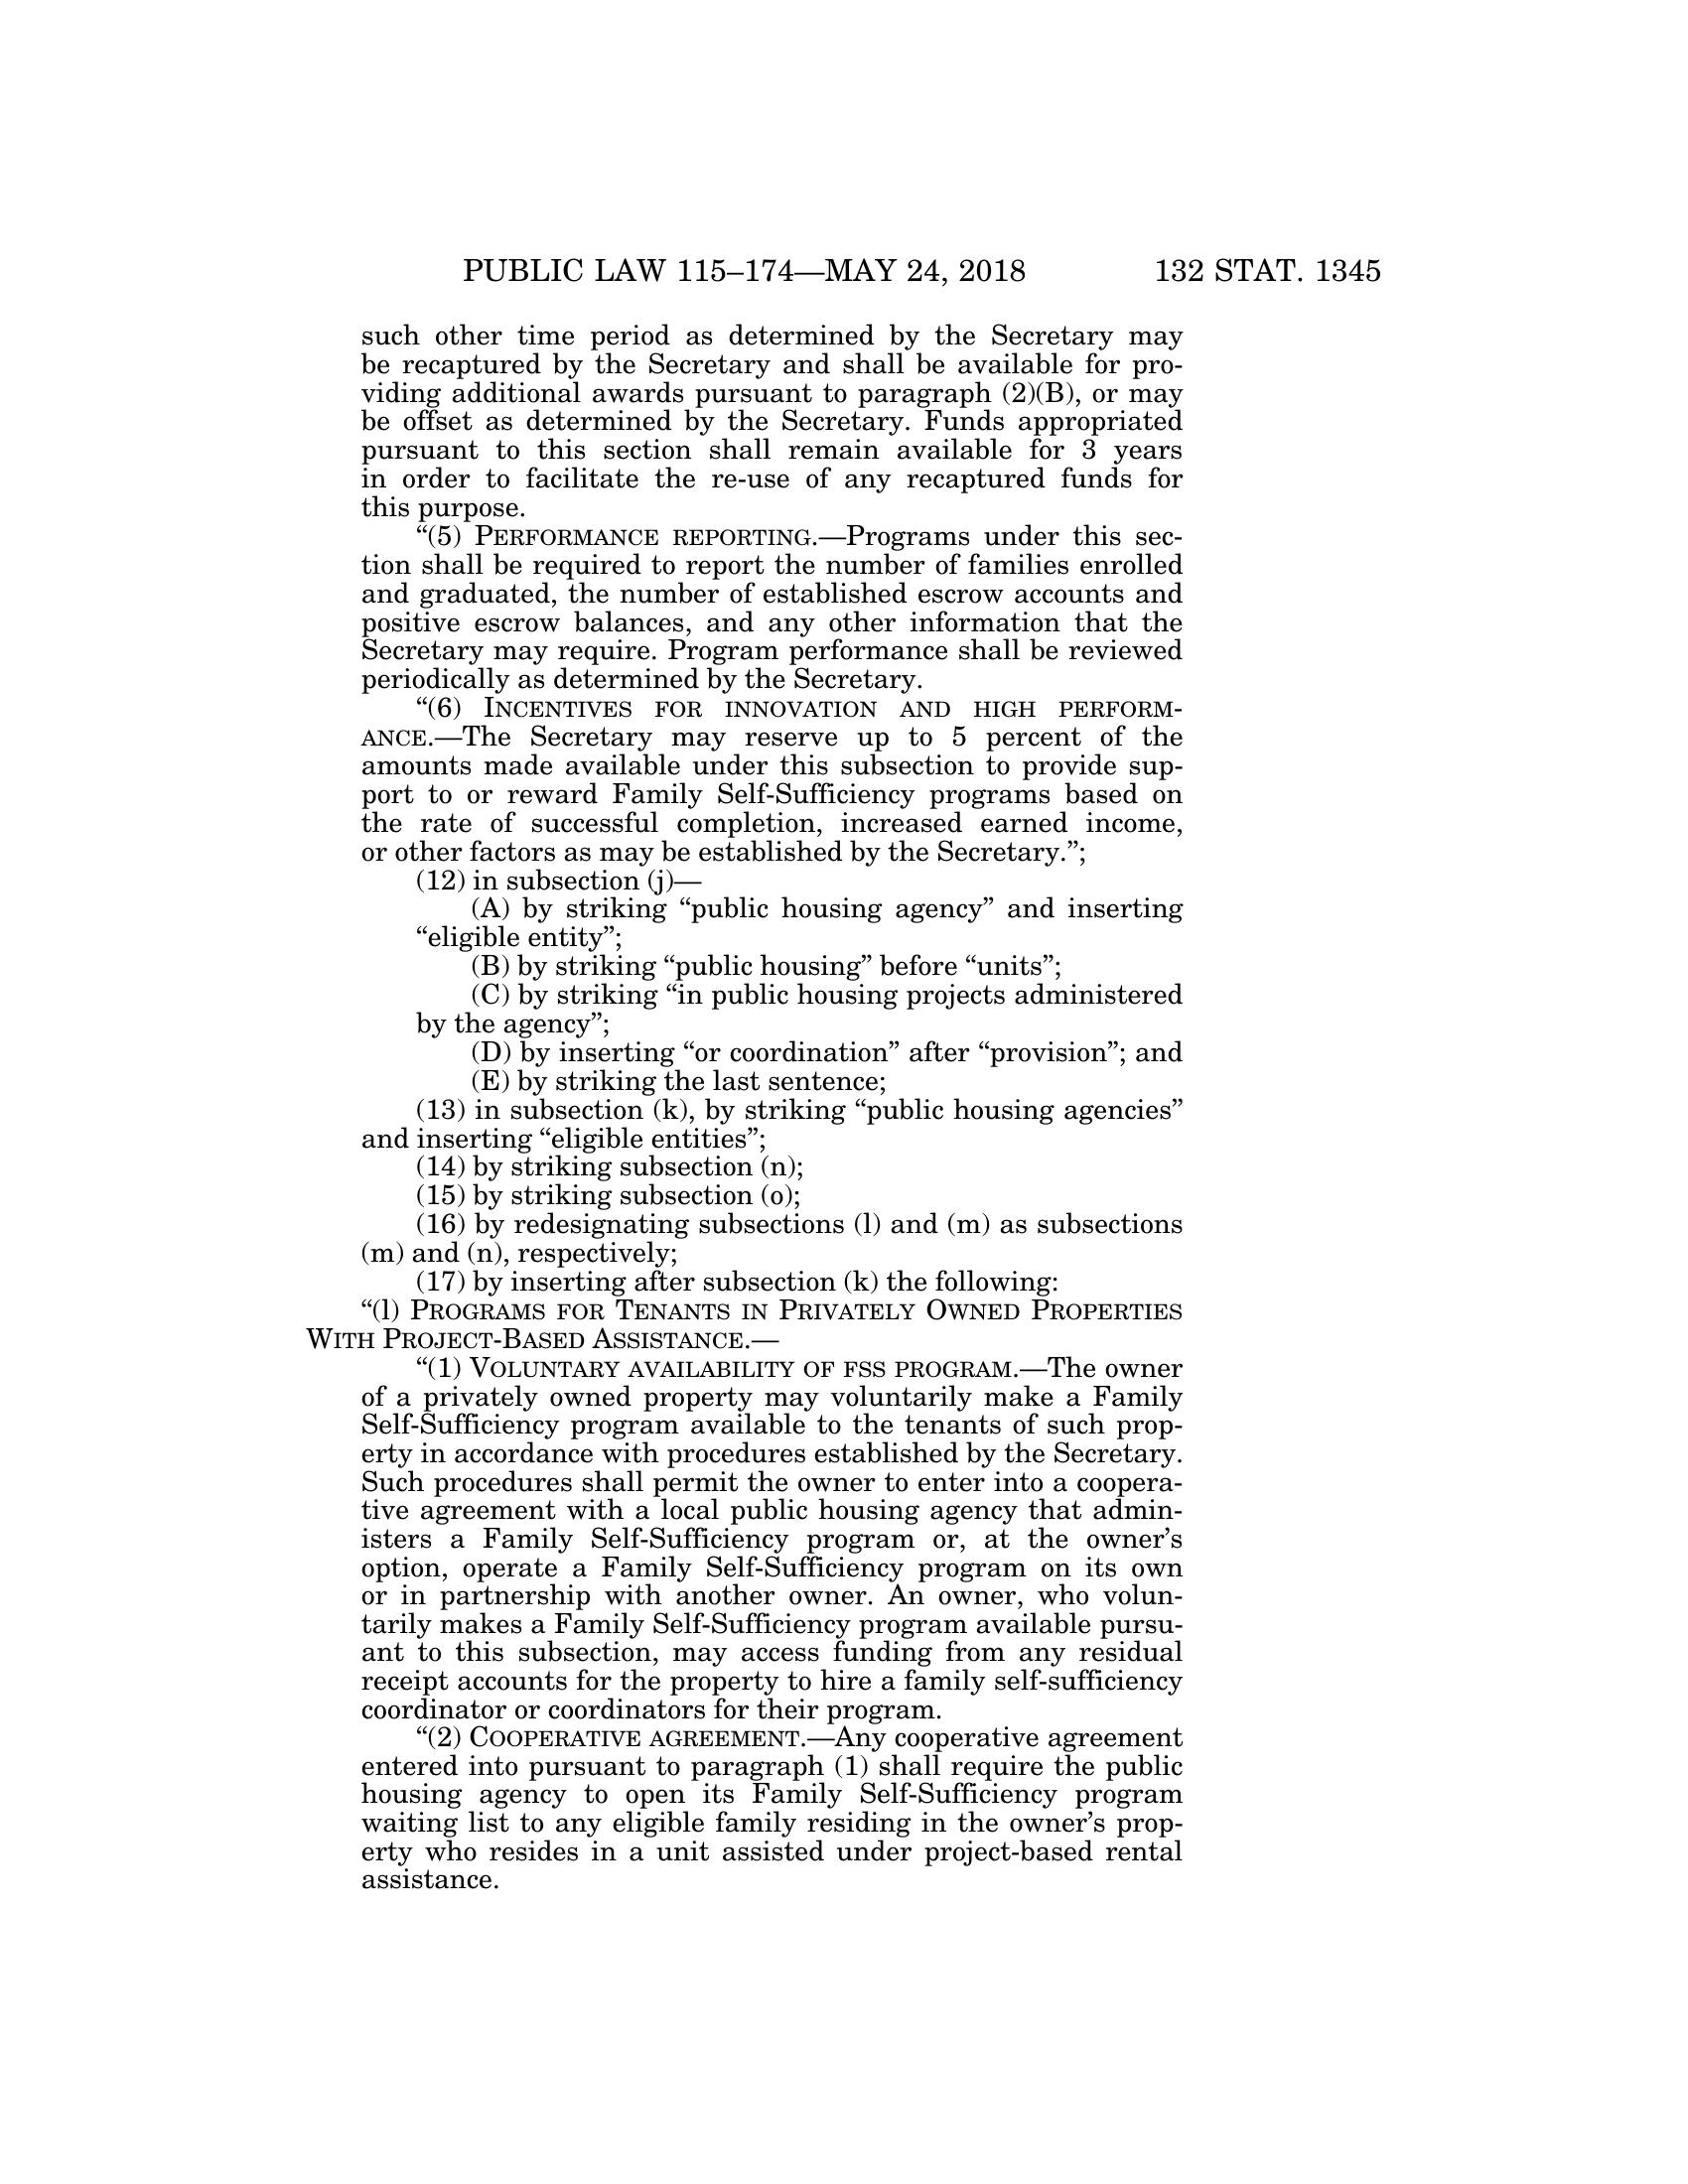 PUBLIC LAW 115–174—MAY 24, 2018 132 STAT. 1345
such other time period as determined by the Secretary may
be recaptured by the Secretary and shall be available for pro-
viding additional awards pursuant to paragraph (2)(B), or may
be offset as determined by the Secretary. Funds appropriated
pursuant to this section shall remain available for 3 years
in order to facilitate the re-use of any recaptured funds for
this purpose.
“(5) PERFORMANCE REPORTING.—Programs under this sec-
tion shall be required to report the number of families enrolled
and graduated, the number of established escrow accounts and
positive escrow balances, and any other information that the
Secretary may require. Program performance shall be reviewed
periodically as determined by the Secretary.
“(6) INCENTIVES FOR INNOVATION AND HIGH PERFORM-
ANCE.—The Secretary may reserve up to 5 percent of the
amounts made available under this subsection to provide sup-
port to or reward Family Self-Sufficiency programs based on
the rate of successful completion, increased earned income,
or other factors as may be established by the Secretary.”;
(12) in subsection (j)—
(A) by striking “public housing agency” and inserting
“eligible entity”;
(B) by striking “public housing” before “units”;
(C) by striking “in public housing projects administered
by the agency”;
(D) by inserting “or coordination” after “provision”; and
(E) by striking the last sentence;
(13) in subsection (k), by striking “public housing agencies”
and inserting “eligible entities”;
(14) by striking subsection (n);
(15) by striking subsection (o);
(16) by redesignating subsections (l) and (m) as subsections
(m) and (n), respectively;
(17) by inserting after subsection (k) the following:
“(l) PROGRAMS FOR TENANTS IN PRIVATELY OWNED PROPERTIES
WITH PROJECT-BASED ASSISTANCE.—
“(1) VOLUNTARY AVAILABILITY OF FSS PROGRAM.—The owner
of a privately owned property may voluntarily make a Family
Self-Sufficiency program available to the tenants of such prop-
erty in accordance with procedures established by the Secretary.
Such procedures shall permit the owner to enter into a coopera-
tive agreement with a local public housing agency that admin-
isters a Family Self-Sufficiency program or, at the owner’s
option, operate a Family Self-Sufficiency program on its own
or in partnership with another owner. An owner, who volun-
tarily makes a Family Self-Sufficiency program available pursu-
ant to this subsection, may access funding from any residual
receipt accounts for the property to hire a family self-sufficiency
coordinator or coordinators for their program.
“(2) COOPERATIVE AGREEMENT.—Any cooperative agreement
entered into pursuant to paragraph (1) shall require the public
housing agency to open its Family Self-Sufficiency program
waiting list to any eligible family residing in the owner’s prop-
erty who resides in a unit assisted under project-based rental
assistance.